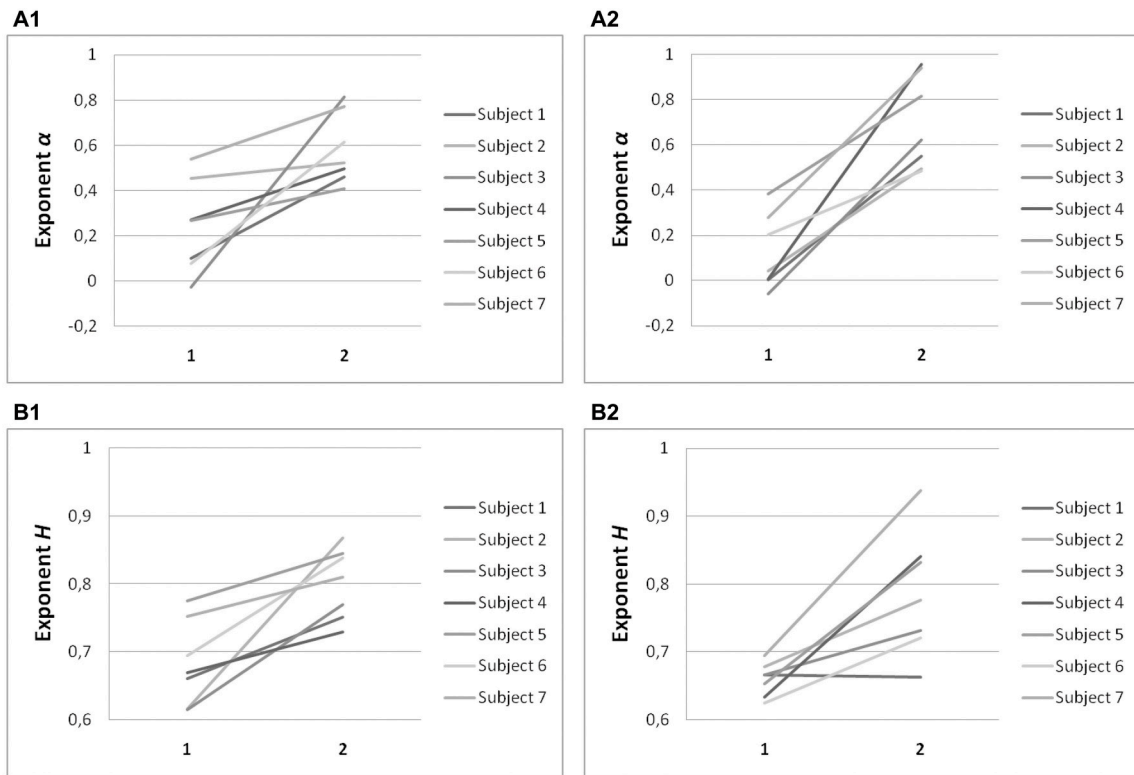 A1
Exponent α
1
0,8
0,6
0,4
0,2
0
-0,2
1 2
Subject 1
Subject 2
Subject 3
Subject 4
Subject 5
Subject 6
Subject 7
A2
Exponent α
1
0,8
0,6
0,4
0,2
0
-0,2
1 2
Subject 1
Subject 2
Subject 3
Subject 4
Subject 5
Subject 6
Subject 7
B1
Exponent H
1
0,9
0,8
0,7
0,6
1 2
Subject 1
Subject 2
Subject 3
Subject 4
Subject 5
Subject 6
Subject 7
B2
Exponent H
1
0,9
0,8
0,7
0,6
1 2
Subject 1
Subject 2
Subject 3
Subject 4
Subject 5
Subject 6
Subject 7